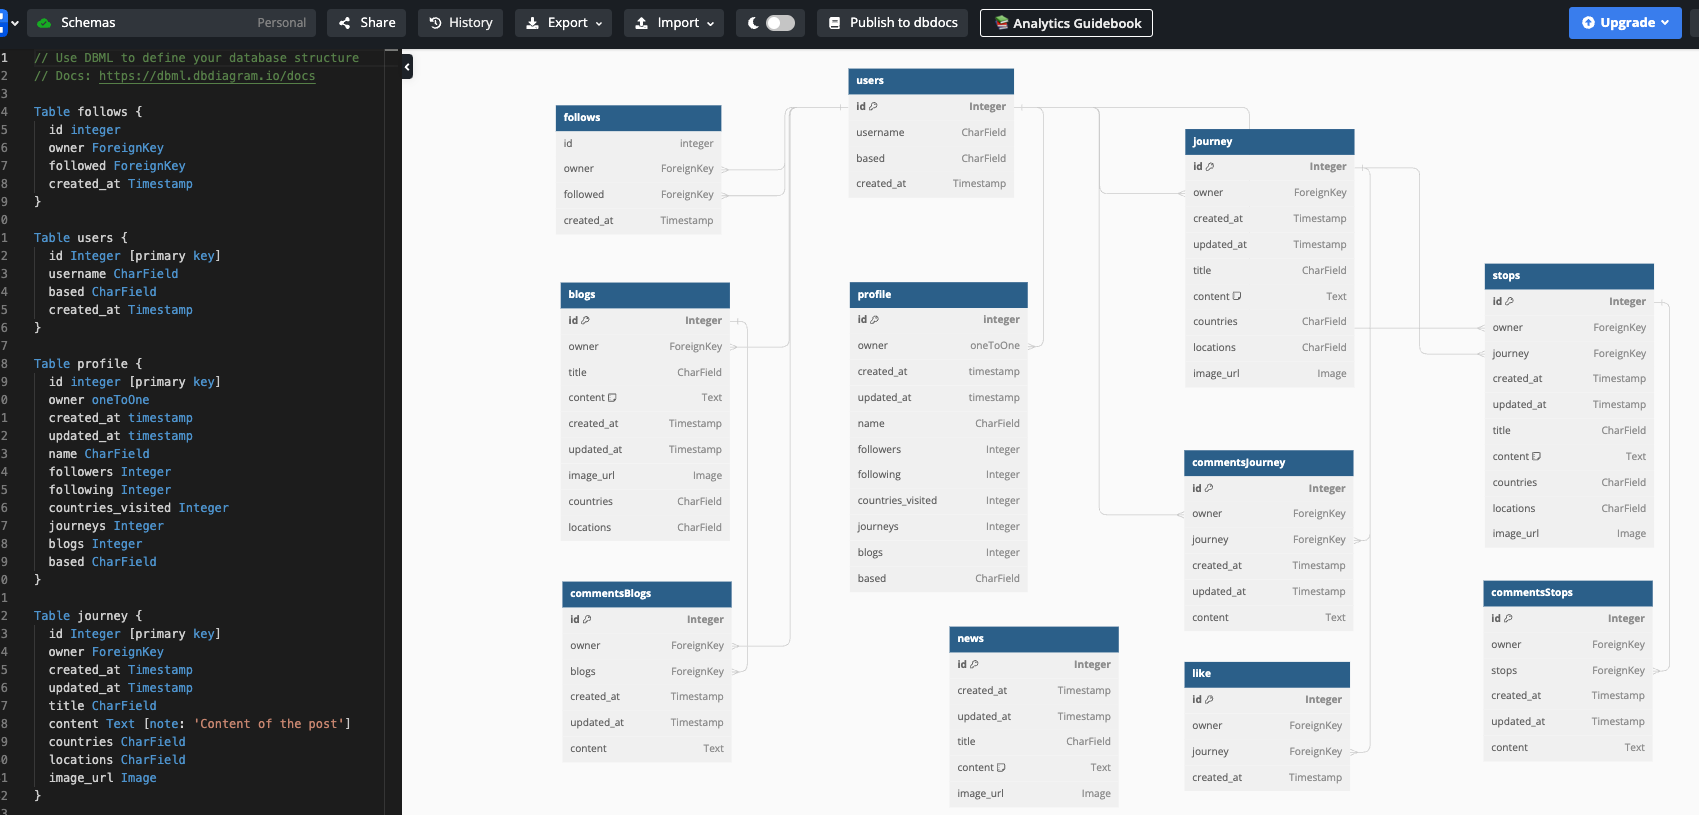 Schemas
Personal
Share
History
Export
Import
Publish to dbdocs
Analytics Guidebook
Upgrade
1 // Use DBML to define your database structure
2 // Docs: https://dbml.dbdiagram.io/docs
3
4 Table follows {
5 id integer
6 owner ForeignKey
7 followed ForeignKey
8 created_at Timestamp
9 }
0
1 Table users {
2 id Integer [primary key]
3 username CharField
4 based CharField
5 created_at Timestamp
6 }
7
8 Table profile {
9 id integer [primary key]
0 owner oneToOne
1 created_at timestamp
2 updated_at timestamp
3 name CharField
4 followers Integer
5 following Integer
6 countries_visited Integer
7 journeys Integer
8 blogs Integer
9 based CharField
0 }
1
2 Table journey {
3 id Integer [primary key]
4 owner ForeignKey
5 created_at Timestamp
6 updated_at Timestamp
7 title CharField
8 content Text [note: 'Content of the post']
9 countries CharField
0 locations CharField
1 image_url Image
2 }
3
follows
id integer
owner ForeignKey
followed ForeignKey
created_at Timestamp
users
id Integer
username CharField
based CharField
created_at Timestamp
journey
id Integer
owner ForeignKey
created_at Timestamp
updated_at Timestamp
title CharField
content Text
countries CharField
locations CharField
image_url Image
stops
id Integer
owner ForeignKey
journey ForeignKey
created_at Timestamp
updated_at Timestamp
title CharField
content Text
countries CharField
locations CharField
image_url Image
blogs
id Integer
owner ForeignKey
title CharField
content Text
created_at Timestamp
updated_at Timestamp
image_url Image
countries CharField
locations CharField
profile
id integer
owner oneToOne
created_at timestamp
updated_at timestamp
name CharField
followers Integer
following Integer
countries_visited Integer
journeys Integer
blogs Integer
based CharField
commentsJourney
id Integer
owner ForeignKey
journey ForeignKey
created_at Timestamp
updated_at Timestamp
content Text
commentsBlogs
id Integer
owner ForeignKey
blogs ForeignKey
created_at Timestamp
updated_at Timestamp
content Text
news
id Integer
created_at Timestamp
updated_at Timestamp
title CharField
content Text
image_url Image
like
id Integer
owner ForeignKey
journey ForeignKey
created_at Timestamp
commentsStops
id Integer
owner ForeignKey
stops ForeignKey
created_at Timestamp
updated_at Timestamp
content Text